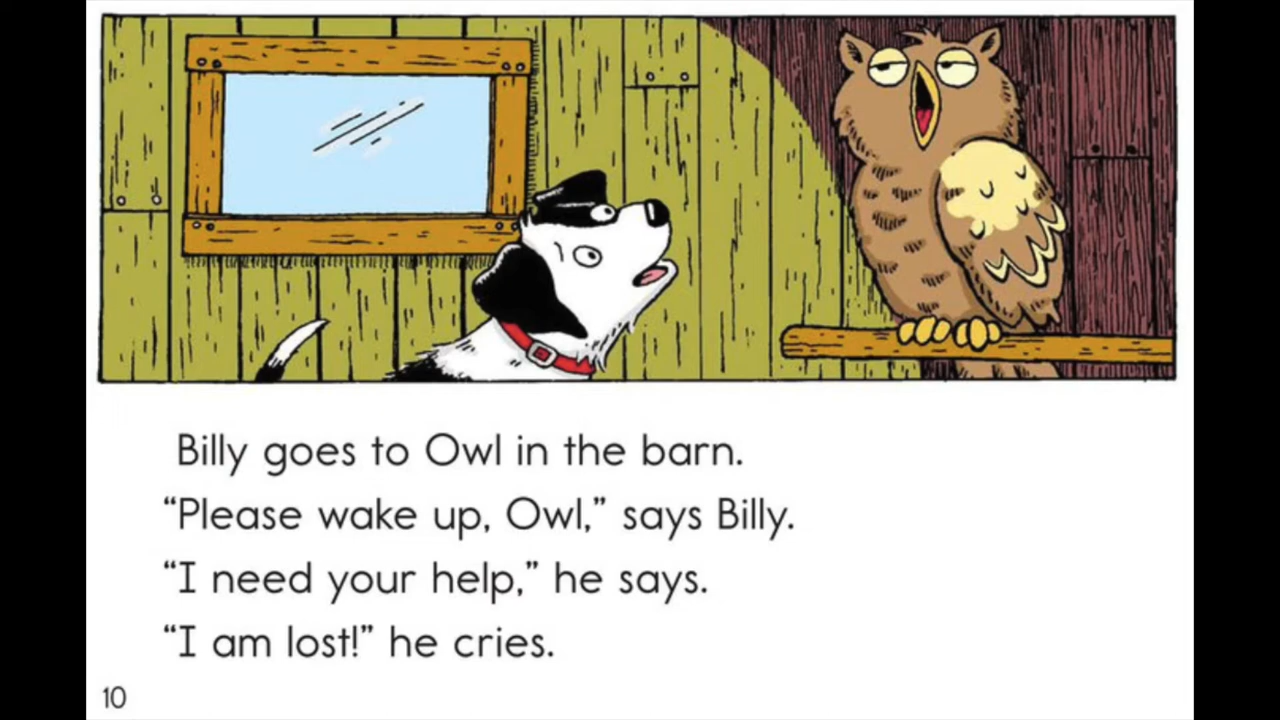 Billy goes to Owl in the barn.
“Please wake up, Owl,” says Billy.
“I need your help,” he says.
“I am lost!” he cries.
10